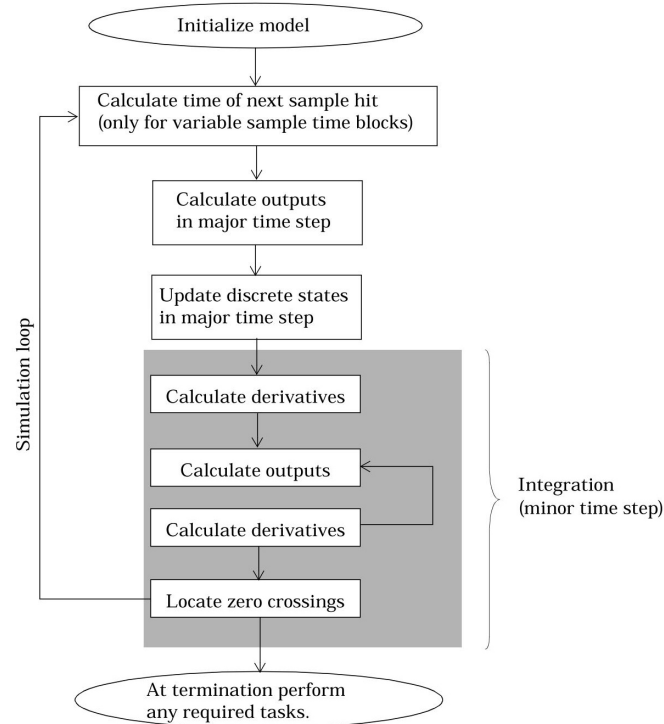 Initialize model
Calculate time of next sample hit
(only for variable sample time blocks)
Calculate outputs
in major time step
Update discrete states
in major time step
Simulation loop
Calculate derivatives
Calculate outputs
Calculate derivatives
Locate zero crossings
Integration
(minor time step)
At termination perform
any required tasks.